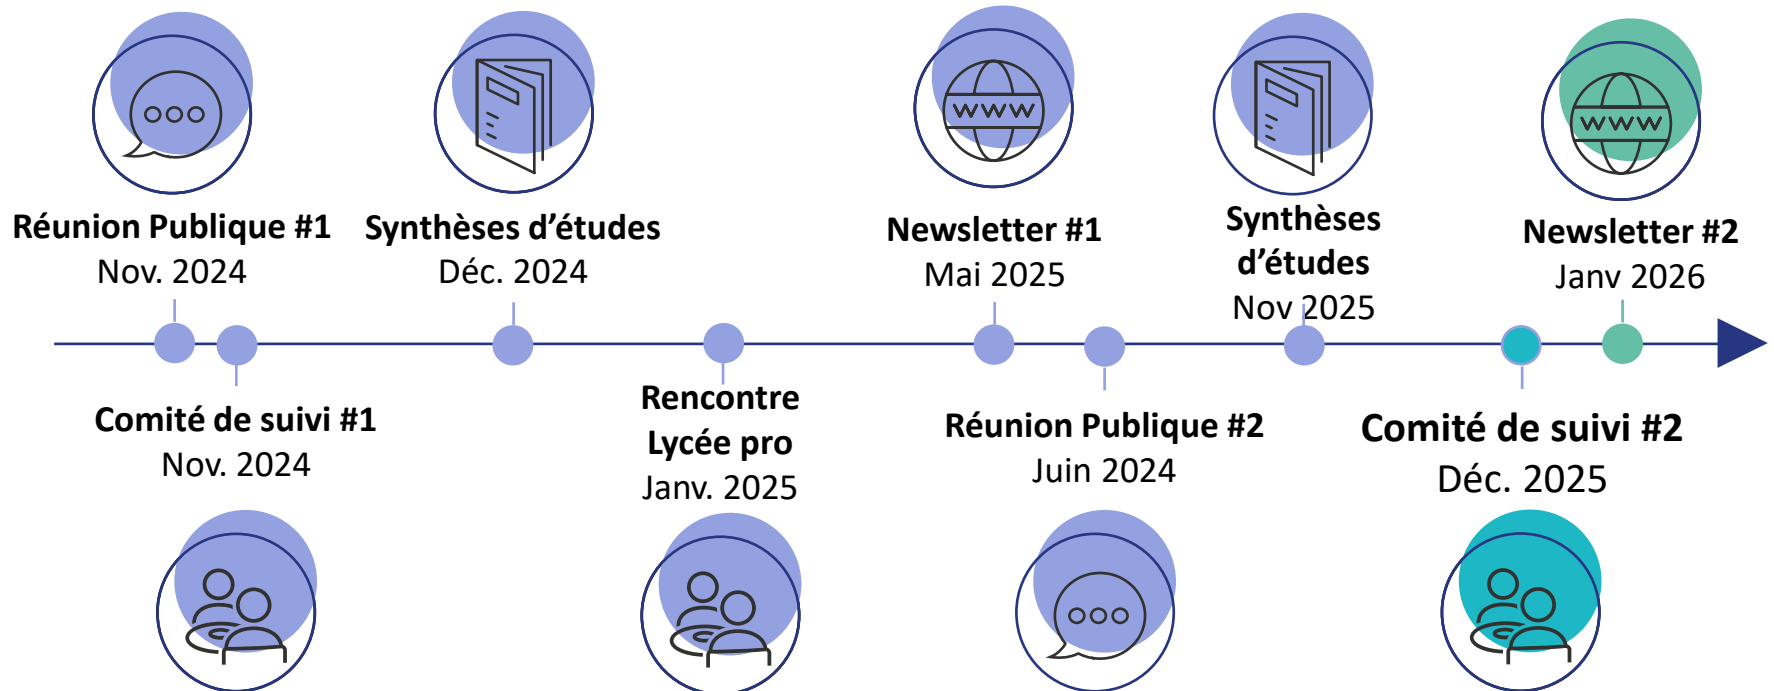 WWW
WWW
Réunion Publique #1
Nov. 2024
Synthèses d’études
Déc. 2024
Newsletter #1
Mai 2025
Synthèses
d’études
Nov 2025
Newsletter #2
Janv 2026
Comité de suivi #1
Nov. 2024
Rencontre
Lycée pro
Janv. 2025
Réunion Publique #2
Juin 2024
Comité de suivi #2
Déc. 2025